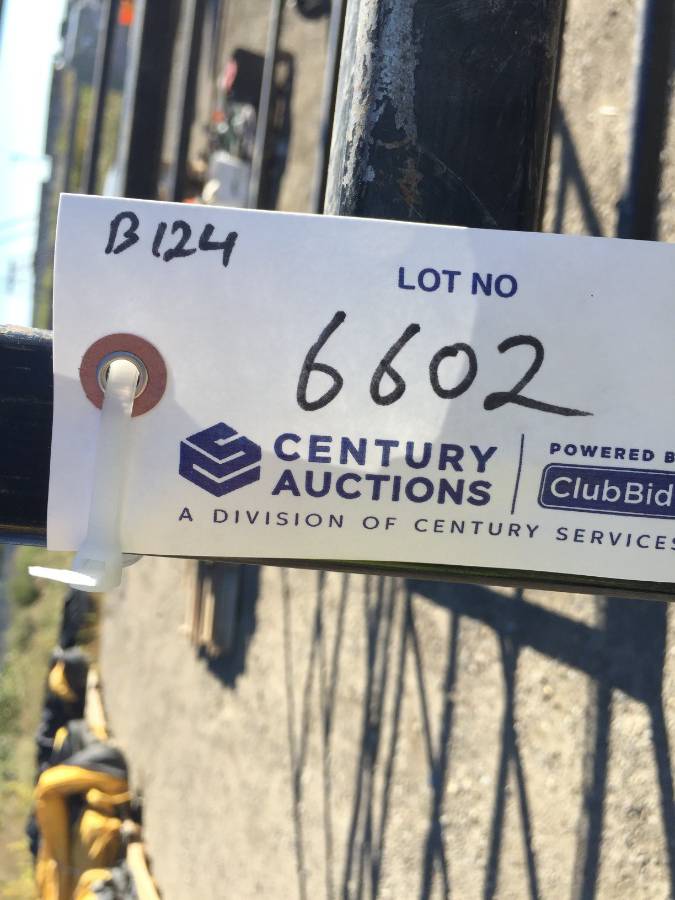 B124
LOT NO
6602
CENTURY
AUCTIONS
POWERED B
ClubBid
A DIVISION OF CENTURY SERVICES